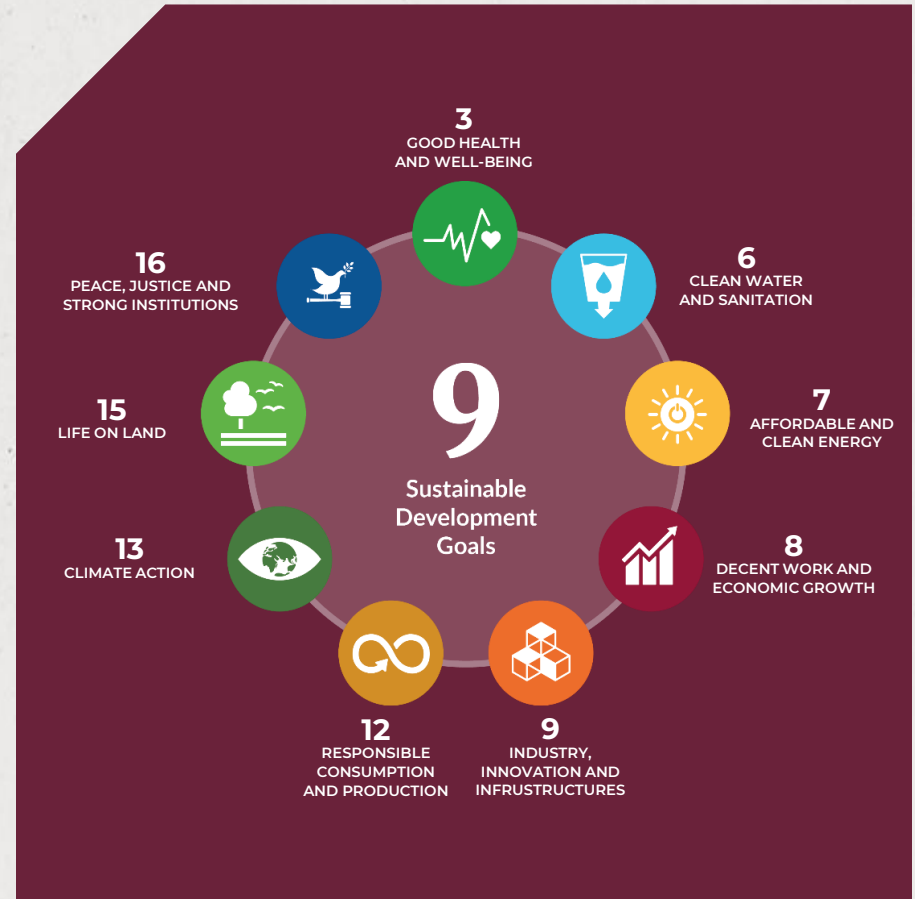 3
GOOD HEALTH
AND WELL-BEING
6
CLEAN WATER
AND SANITATION
7
AFFORDABLE AND
CLEAN ENERGY
8
DECENT WORK AND
ECONOMIC GROWTH
9
INDUSTRY,
INNOVATION AND
INFRUSTRUCTURES
12
RESPONSIBLE
CONSUMPTION
AND PRODUCTION
13
CLIMATE ACTION
15
LIFE ON LAND
16
PEACE, JUSTICE AND
STRONG INSTITUTIONS
9
Sustainable
Development
Goals